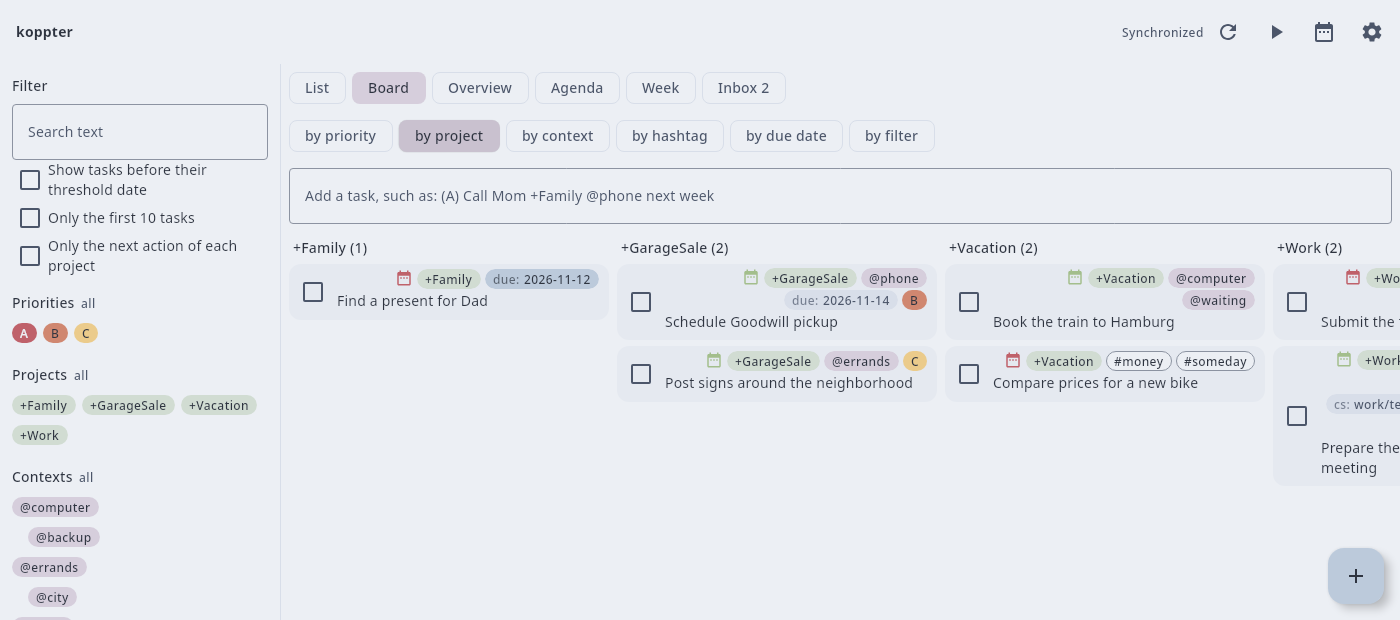 koppter
Synchronized
Filter
Search text
Show tasks before their
threshold date
Only the first 10 tasks
Only the next action of each
project
Priorities all
A B C
Projects all
+Family +GarageSale +Vacation
+Work
Contexts all
@computer
@backup
@errands
@city
List Board Overview Agenda Week Inbox 2
by priority by project by context by hashtag by due date by filter
Add a task, such as: (A) Call Mom +Family @phone next week
+Family (1)
+Family due: 2026-11-12
Find a present for Dad
+GarageSale (2)
+GarageSale @phone
due: 2026-11-14 B
Schedule Goodwill pickup
+GarageSale @errands C
Post signs around the neighborhood
+Vacation (2)
+Vacation @computer
@waiting
Book the train to Hamburg
+Vacation #money #someday
Compare prices for a new bike
+Work (2)
+Wo
Submit the
+Work
cs: work/te
Prepare the
meeting